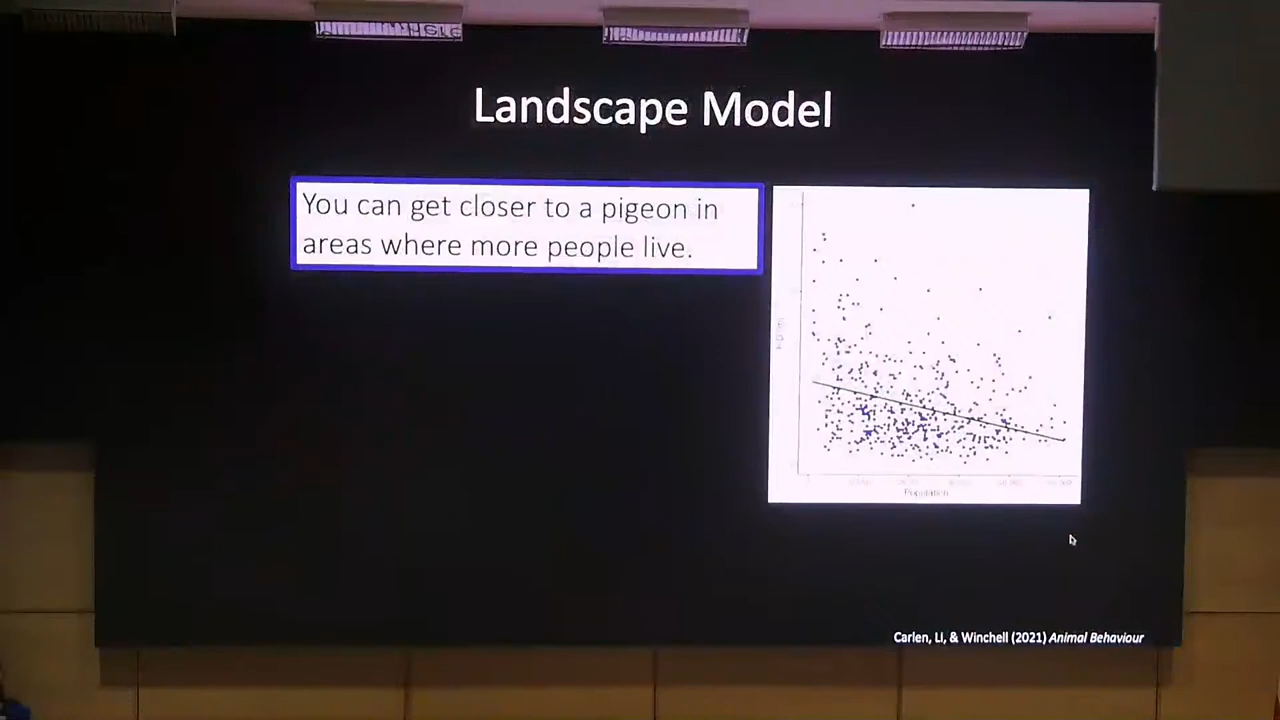 Landscape Model
You can get closer to a pigeon in
areas where more people live.
Population
Carlen, Li, & Winchell (2021) Animal Behaviour